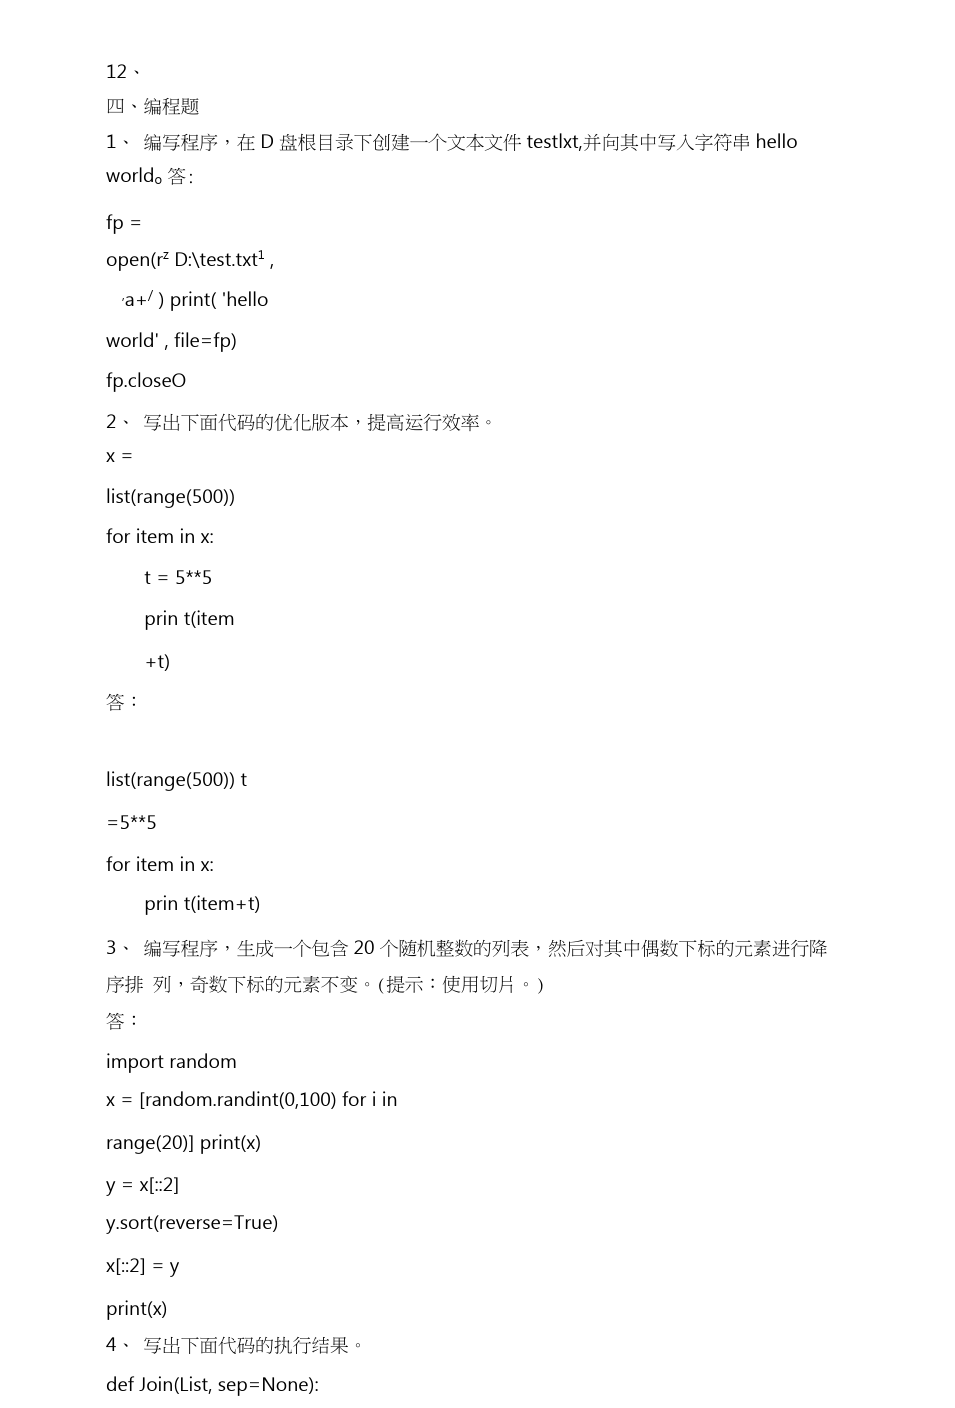 12、
四、编程题
1、 编写程序，在 D 盘根目录下创建一个文本文件 testlxt,并向其中写入字符串 hello
world。答:
fp =
open(rz D:\test.txt1 ,
,a+/ ) print( 'hello
world' , file=fp)
fp.closeO
2、 写出下面代码的优化版本，提高运行效率。
x =
list(range(500))
for item in x:
t = 5**5
prin t(item
+t)
答：
list(range(500)) t
=5**5
for item in x:
prin t(item+t)
3、 编写程序，生成一个包含 20 个随机整数的列表，然后对其中偶数下标的元素进行降
序排 列，奇数下标的元素不变。(提示：使用切片。)
答：
import random
x = [random.randint(0,100) for i in
range(20)] print(x)
y = x[::2]
y.sort(reverse=True)
x[::2] = y
print(x)
4、 写出下面代码的执行结果。
def Join(List, sep=None):